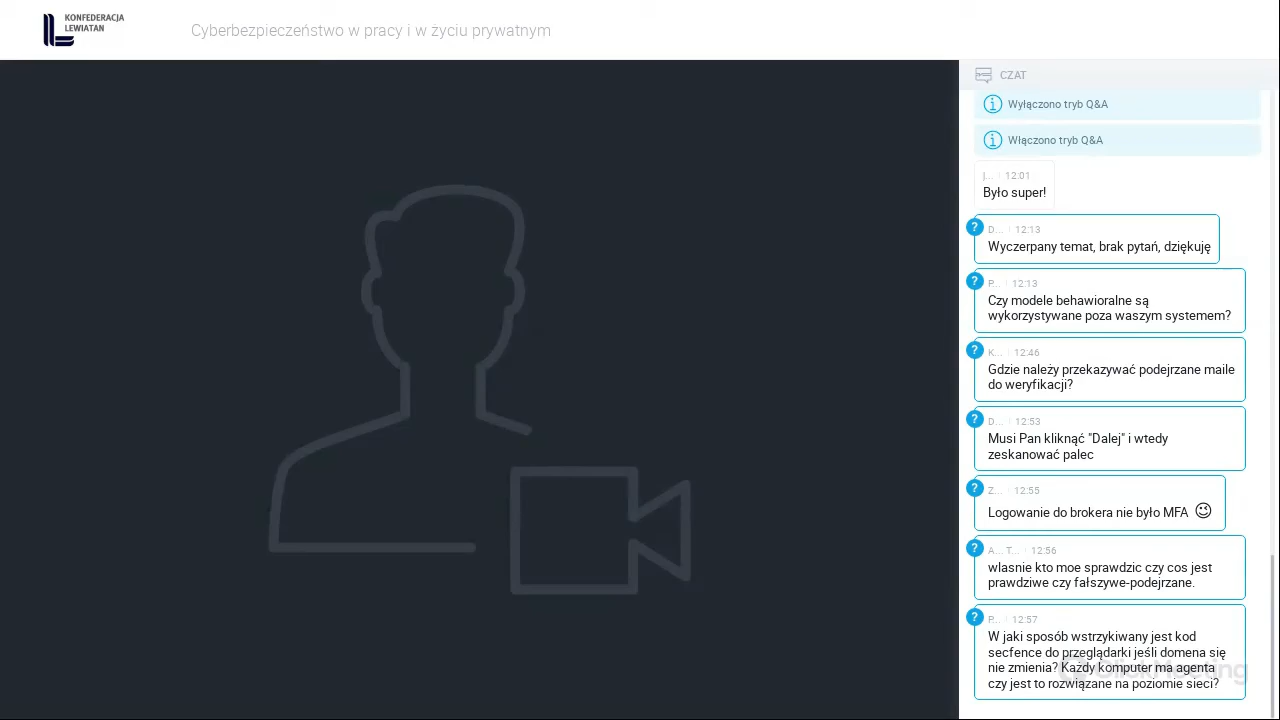 KONFEDERACJA
LEWIATAN
Cyberbezpieczeństwo w pracy i w życiu prywatnym
CZAT
Wyłączono tryb Q&A
Włączono tryb Q&A
J... 12:01
Było super!
? D... 12:13
Wyczerpany temat, brak pytań, dziękuję
? P... 12:13
Czy modele behawioralne są
wykorzystywane poza waszym systemem?
? K... 12:46
Gdzie należy przekazywać podejrzane maile
do weryfikacji?
? D... 12:53
Musi Pan kliknąć "Dalej" i wtedy
zeskanować palec
? Z... 12:55
Logowanie do brokera nie było MFA
? A... T... 12:56
wlasnie kto moe sprawdzic czy cos jest
prawdziwe czy fałszywe-podejrzane.
? P... 12:57
W jaki sposób wstrzykiwany jest kod
secfence do przeglądarki jeśli domena się
nie zmienia? Każdy komputer ma agenta
czy jest to rozwiązane na poziomie sieci?
ClickMeeting